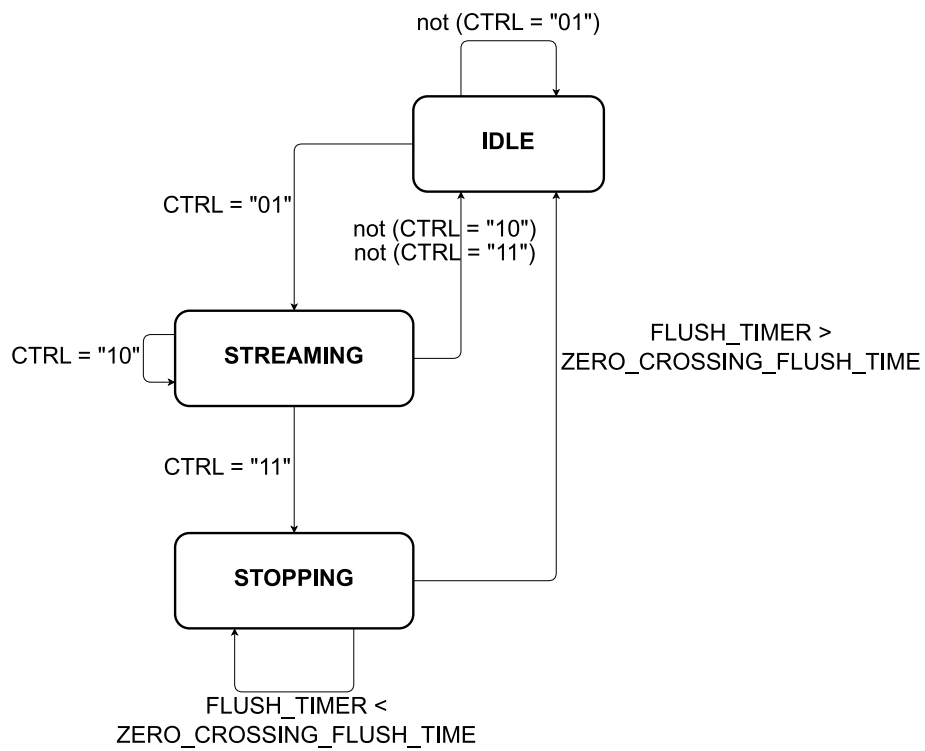 not (CTRL = "01")
IDLE
CTRL = "01"
not (CTRL = "10")
not (CTRL = "11")
FLUSH_TIMER >
ZERO_CROSSING_FLUSH_TIME
CTRL = "10"
STREAMING
CTRL = "11"
STOPPING
FLUSH_TIMER <
ZERO_CROSSING_FLUSH_TIME